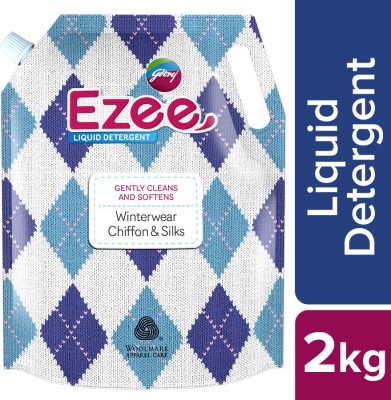 Godrej
Ezee
LIQUID DETERGENT
GENTLY CLEANS
AND SOFTENS
Winterwear
Chiffon & Silks
WOOLMARK
APPAREL CARE
Liquid
Detergent
2kg